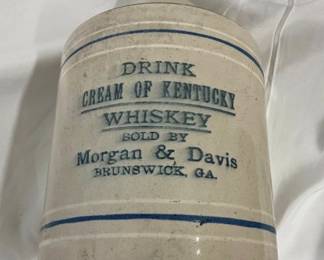 DRINK
CREAM OF KENTUCKY
WHISKEY
SOLD BY
Morgan & Davis
BRUNSWICK, GA.